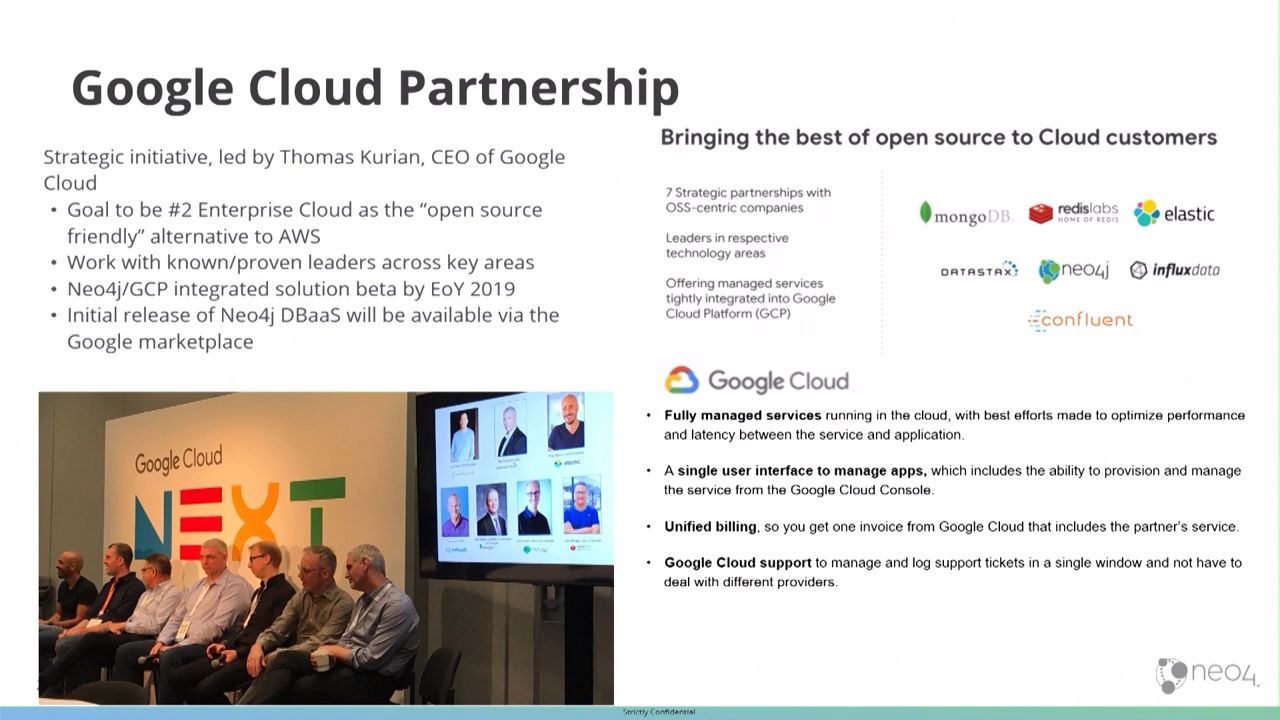 Google Cloud Partnership
Strategic initiative, led by Thomas Kurian, CEO of Google
Cloud
• Goal to be #2 Enterprise Cloud as the “open source
friendly” alternative to AWS
• Work with known/proven leaders across key areas
• Neo4j/GCP integrated solution beta by EoY 2019
• Initial release of Neo4j DBaaS will be available via the
Google marketplace
Google Cloud
NEXT
Bringing the best of open source to Cloud customers
7 Strategic partnerships with
OSS-centric companies
Leaders in respective
technology areas
Offering managed services
tightly integrated into Google
Cloud Platform (GCP)
mongoDB. redislabs HOME OF REDIS elastic
DATASTAX neo4j influxdata
confluent
Google Cloud
• Fully managed services running in the cloud, with best efforts made to optimize performance
and latency between the service and application.
• A single user interface to manage apps, which includes the ability to provision and manage
the service from the Google Cloud Console.
• Unified billing, so you get one invoice from Google Cloud that includes the partner's service.
• Google Cloud support to manage and log support tickets in a single window and not have to
deal with different providers.
neo4j
Strictly Confidential